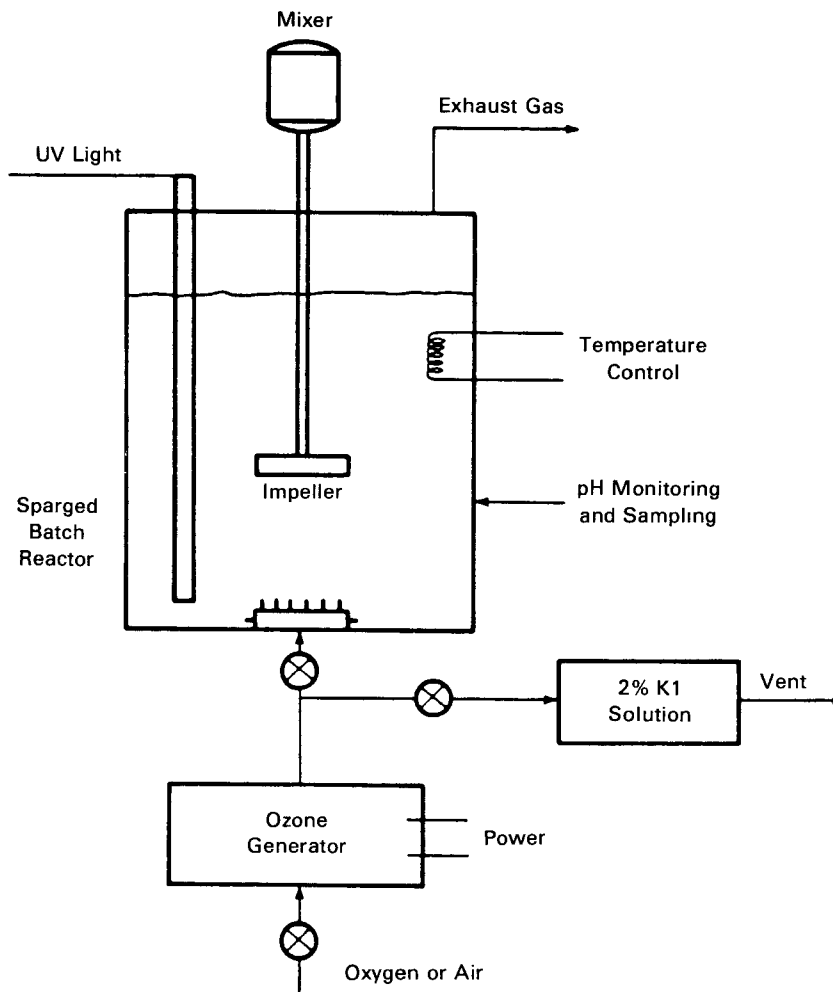 Mixer
Exhaust Gas
UV Light
Temperature
Control
Impeller
pH Monitoring
and Sampling
Sparged
Batch
Reactor
2% K1
Solution
Vent
Ozone
Generator
Power
Oxygen or Air